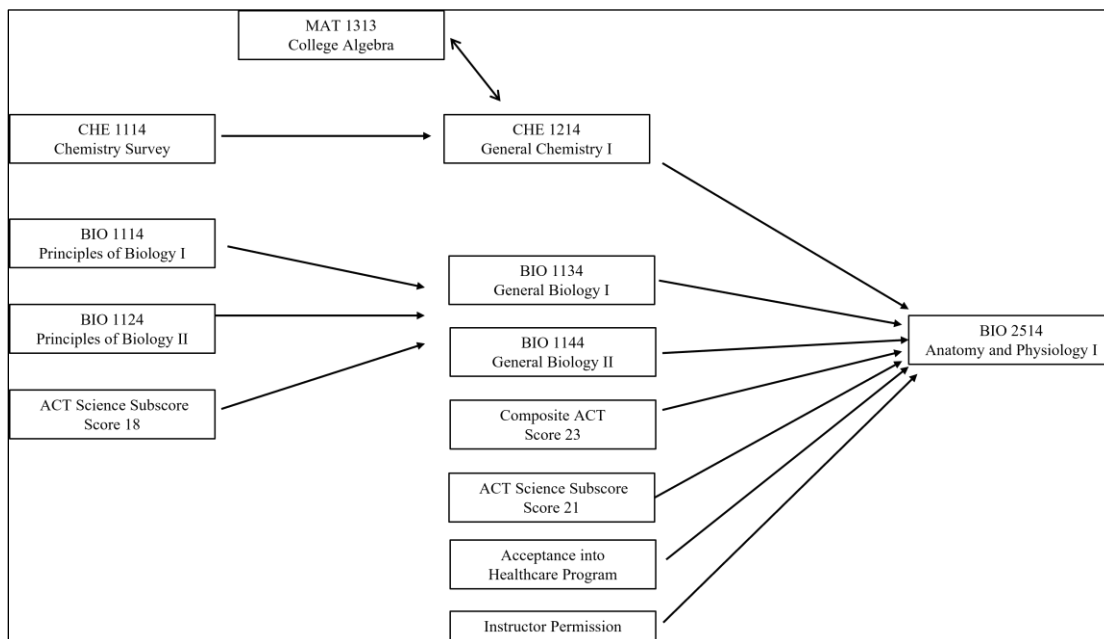 MAT 1313
College Algebra
CHE 1114
Chemistry Survey
CHE 1214
General Chemistry I
BIO 1114
Principles of Biology I
BIO 1134
General Biology I
BIO 1124
Principles of Biology II
BIO 1144
General Biology II
BIO 2514
Anatomy and Physiology I
ACT Science Subscore
Score 18
Composite ACT
Score 23
ACT Science Subscore
Score 21
Acceptance into
Healthcare Program
Instructor Permission